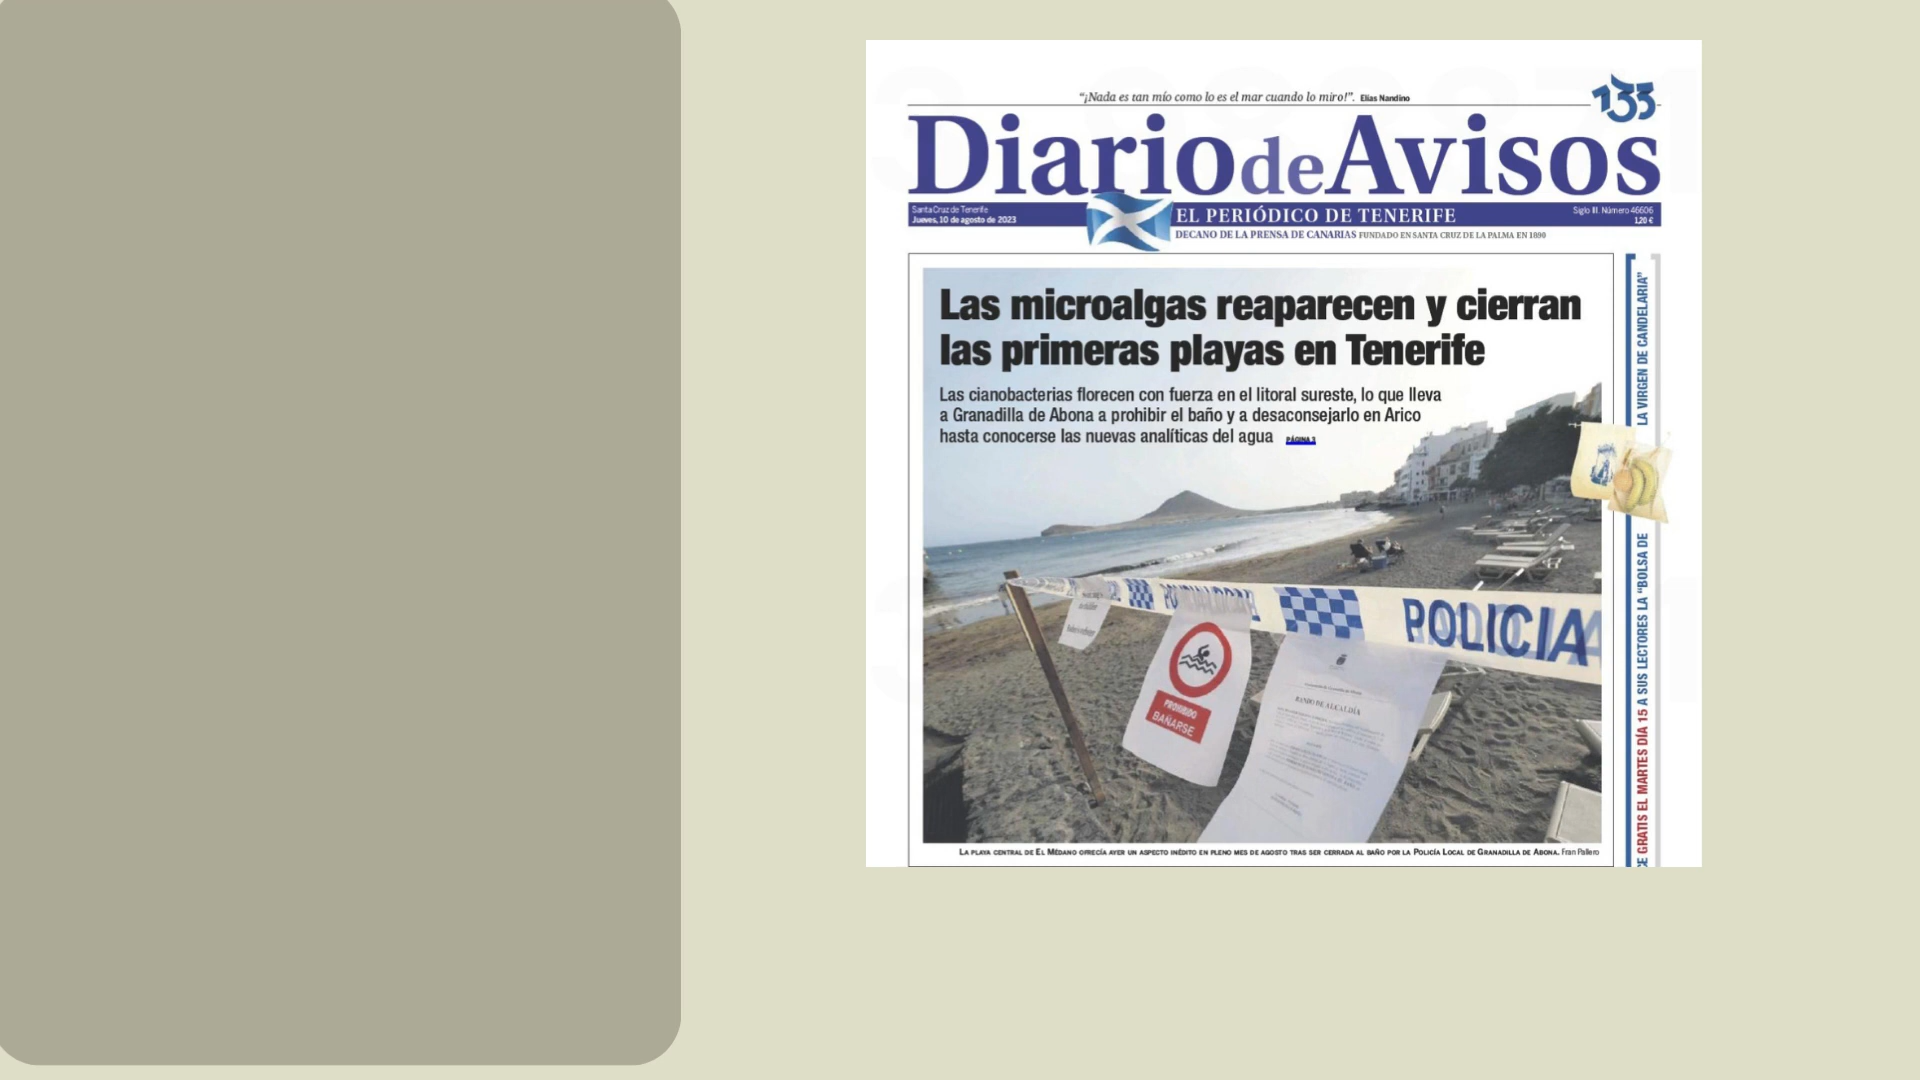 “¡Nada es tan mío como lo es el mar cuando lo miro!”. Elías Nandino
133
Diario de Avisos
Santa Cruz de Tenerife
Jueves, 10 de agosto de 2023
EL PERIÓDICO DE TENERIFE
Siglo III. Número 46606
1,20 €
DECANO DE LA PRENSA DE CANARIAS FUNDADO EN SANTA CRUZ DE LA PALMA EN 1890
Las microalgas reaparecen y cierran
las primeras playas en Tenerife
Las cianobacterias florecen con fuerza en el litoral sureste, lo que lleva
a Granadilla de Abona a prohibir el baño y a desaconsejarlo en Arico
hasta conocerse las nuevas analíticas del agua PÁGINA 3
POLICIA LOCAL
POLICIA
PROHIBIDO
BAÑARSE
BANDO DE ALCALDÍA
LA PLAYA CENTRAL DE EL MÉDANO OFRECÍA AYER UN ASPECTO INÉDITO EN PLENO MES DE AGOSTO TRAS SER CERRADA AL BAÑO POR LA POLICÍA LOCAL DE GRANADILLA DE ABONA. Fran Pallero
GRATIS EL MARTES DÍA 15 A SUS LECTORES LA “BOLSA DE LA VIRGEN DE CANDELARIA”